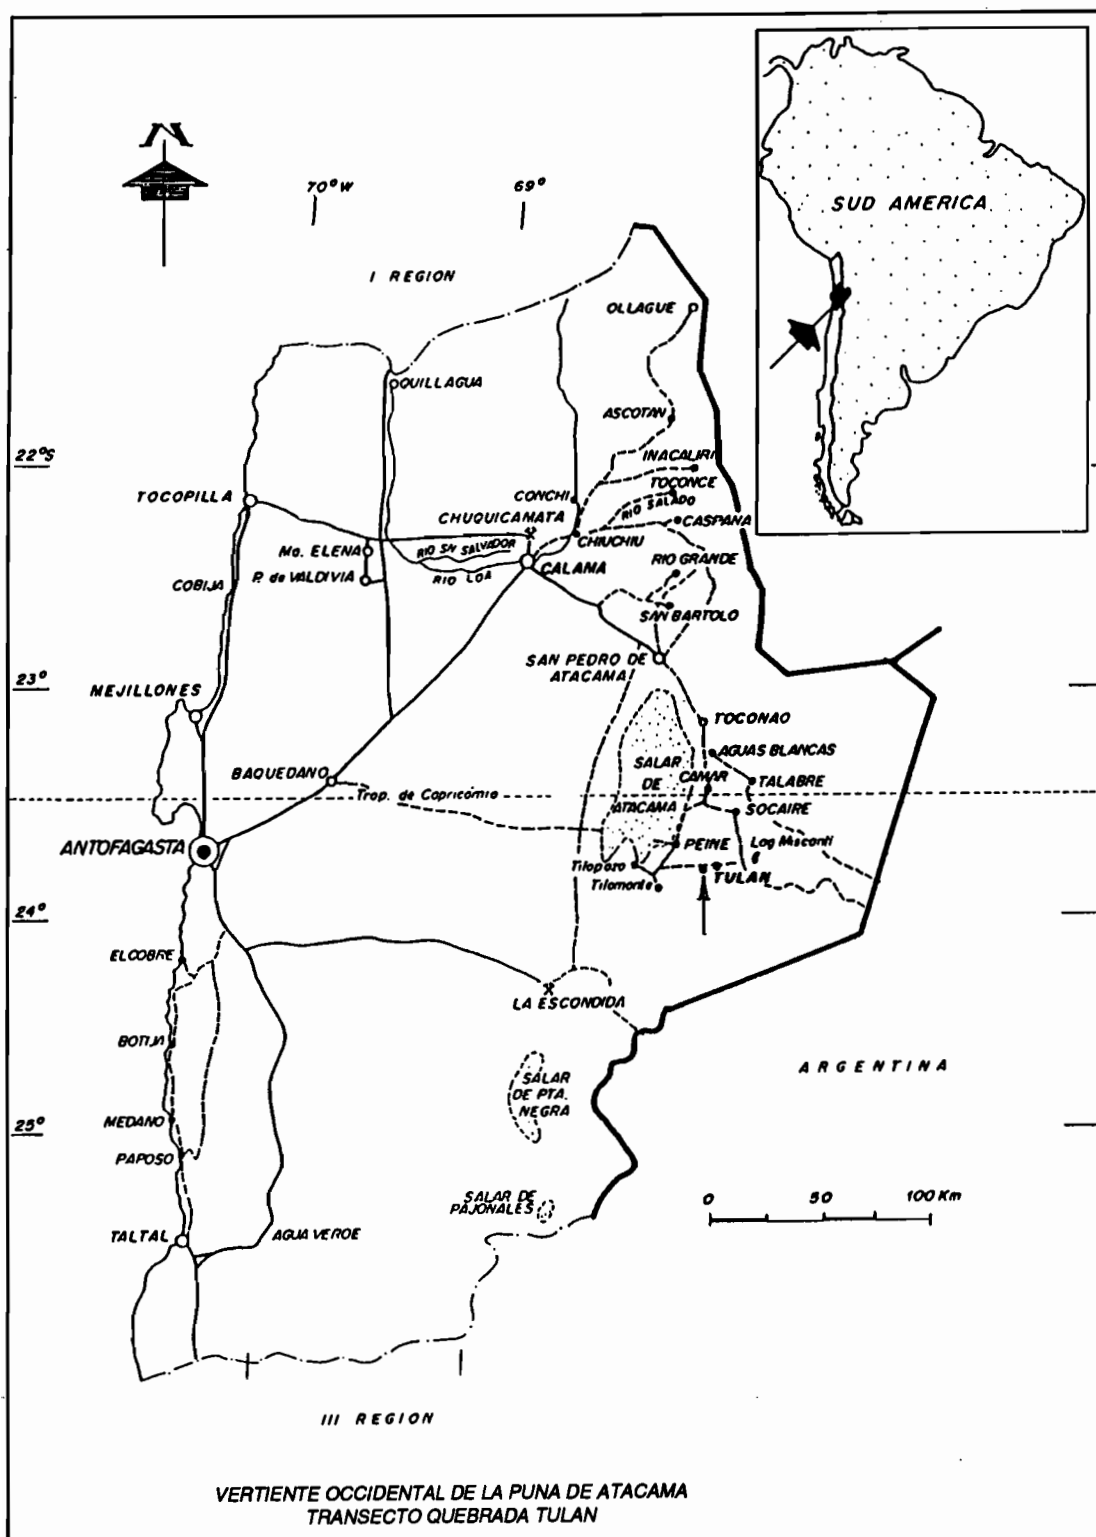 N
70° W
69°
SUD AMERICA
I REGION
OLLAGUE
QUILLAGUA
ASCOTAN
22°S
INACALIRI
TOCOPILLA
CONCHI
TOCONCE
RIO SALADO
CHUQUICAMATA
CASPANA
Ma. ELENA
RIO SN SALVADOR
CHIUCHIU
COBIJA
P. de VALDIVIA
RIO LOA
CALAMA
RIO GRANDE
SAN BARTOLO
SAN PEDRO DE
ATACAMA
23°
MEJILLONES
TOCONAO
AGUAS BLANCAS
BAQUEDANO
SALAR
DE
ATACAMA
CAMAR
TALABRE
Trop. de Capricórnio
SOCAIRE
ANTOFAGASTA
PEINE
Lag Misconti
Tilopozo
TULAN
Tilomonte
24°
ELCOBRE
LA ESCONDIDA
BOTIJA
ARGENTINA
SALAR
DE PTA.
NEGRA
MEDANO
25°
PAPOSO
SALAR DE
PAJONALES
0 50 100 Km
TALTAL
AGUA VERDE
III REGION
VERTIENTE OCCIDENTAL DE LA PUNA DE ATACAMA
TRANSECTO QUEBRADA TULAN